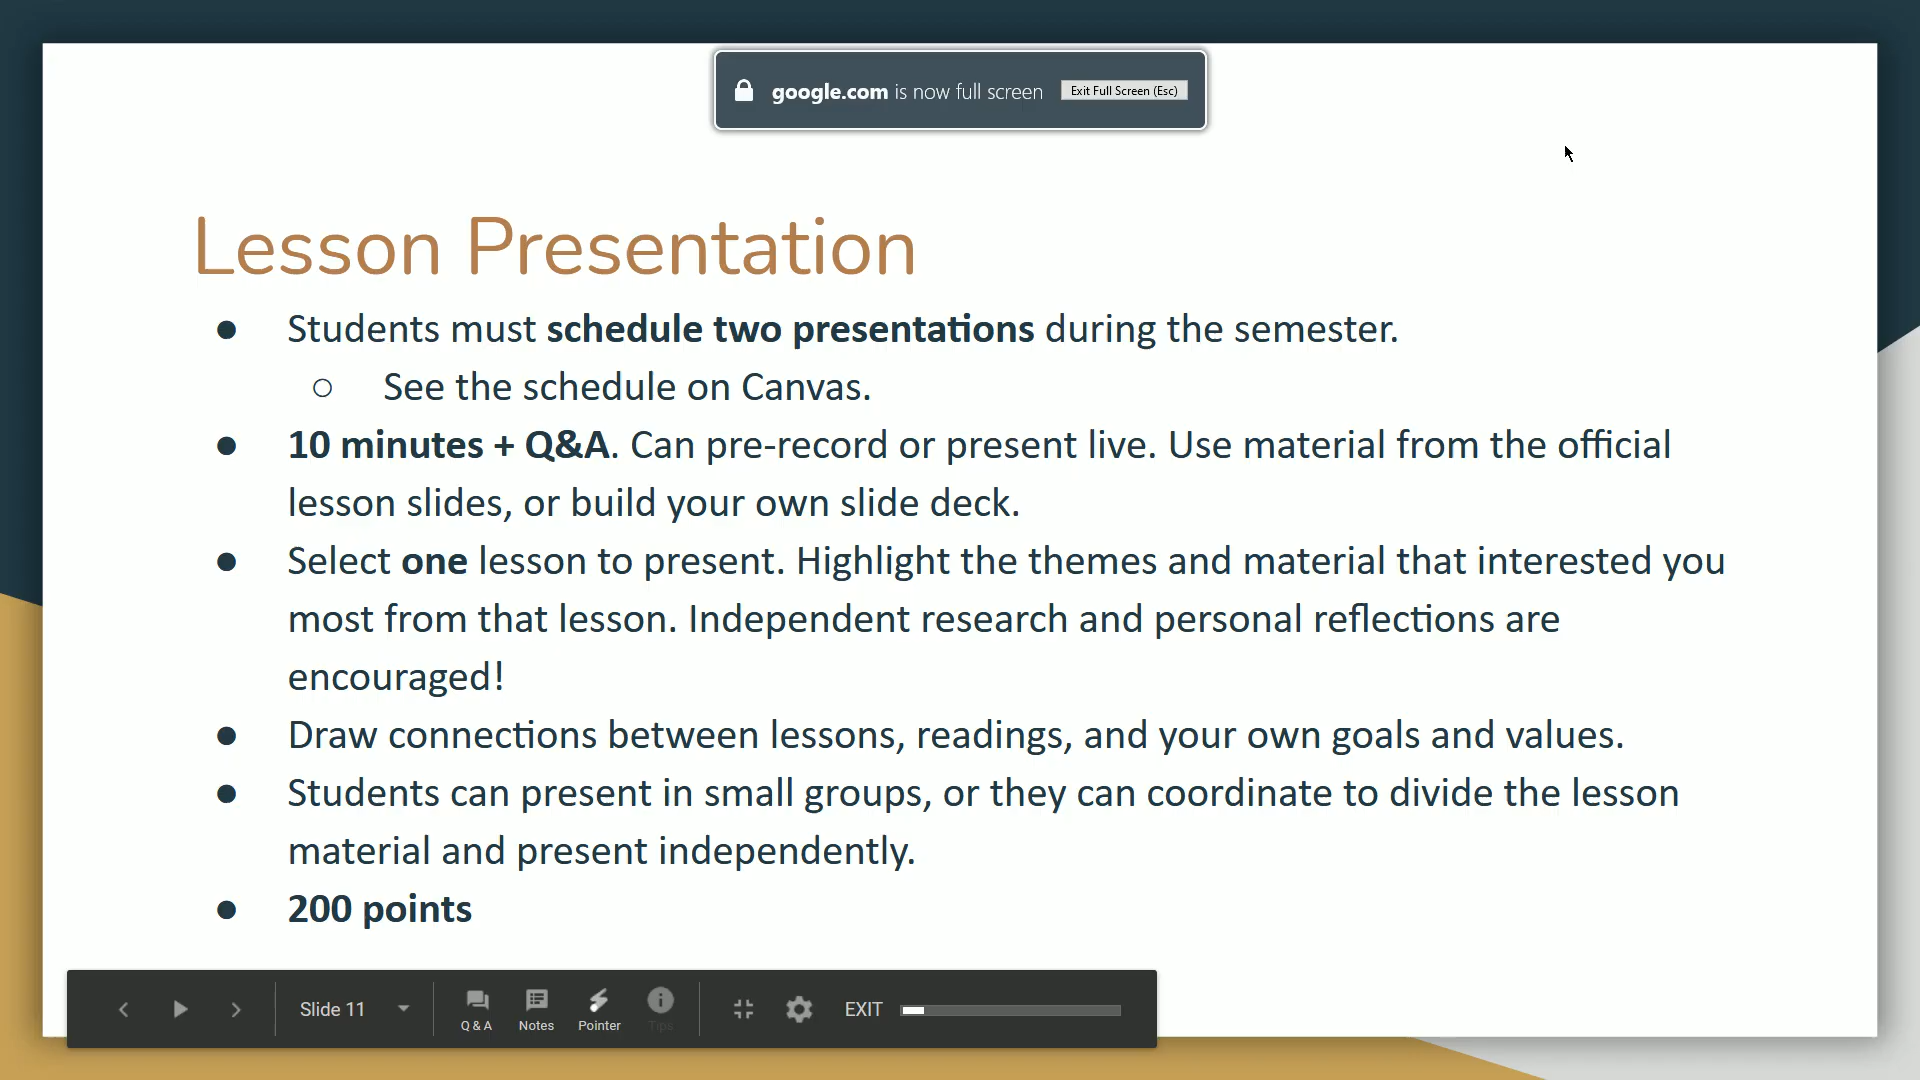 google.com is now full screen Exit Full Screen (Esc)
Lesson Presentation
● Students must schedule two presentations during the semester.
○ See the schedule on Canvas.
● 10 minutes + Q&A. Can pre-record or present live. Use material from the official
lesson slides, or build your own slide deck.
● Select one lesson to present. Highlight the themes and material that interested you
most from that lesson. Independent research and personal reflections are
encouraged!
● Draw connections between lessons, readings, and your own goals and values.
● Students can present in small groups, or they can coordinate to divide the lesson
material and present independently.
● 200 points
Slide 11 Q & A Notes Pointer Tips EXIT